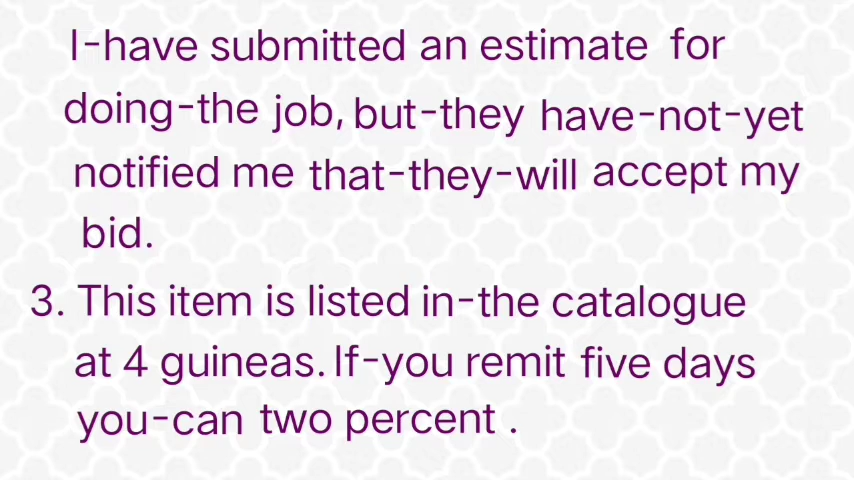 I-have submitted an estimate for
doing-the job, but-they have-not-yet
notified me that-they-will accept my
bid.
3. This item is listed in-the catalogue
at 4 guineas. If-you remit five days
you-can two percent .